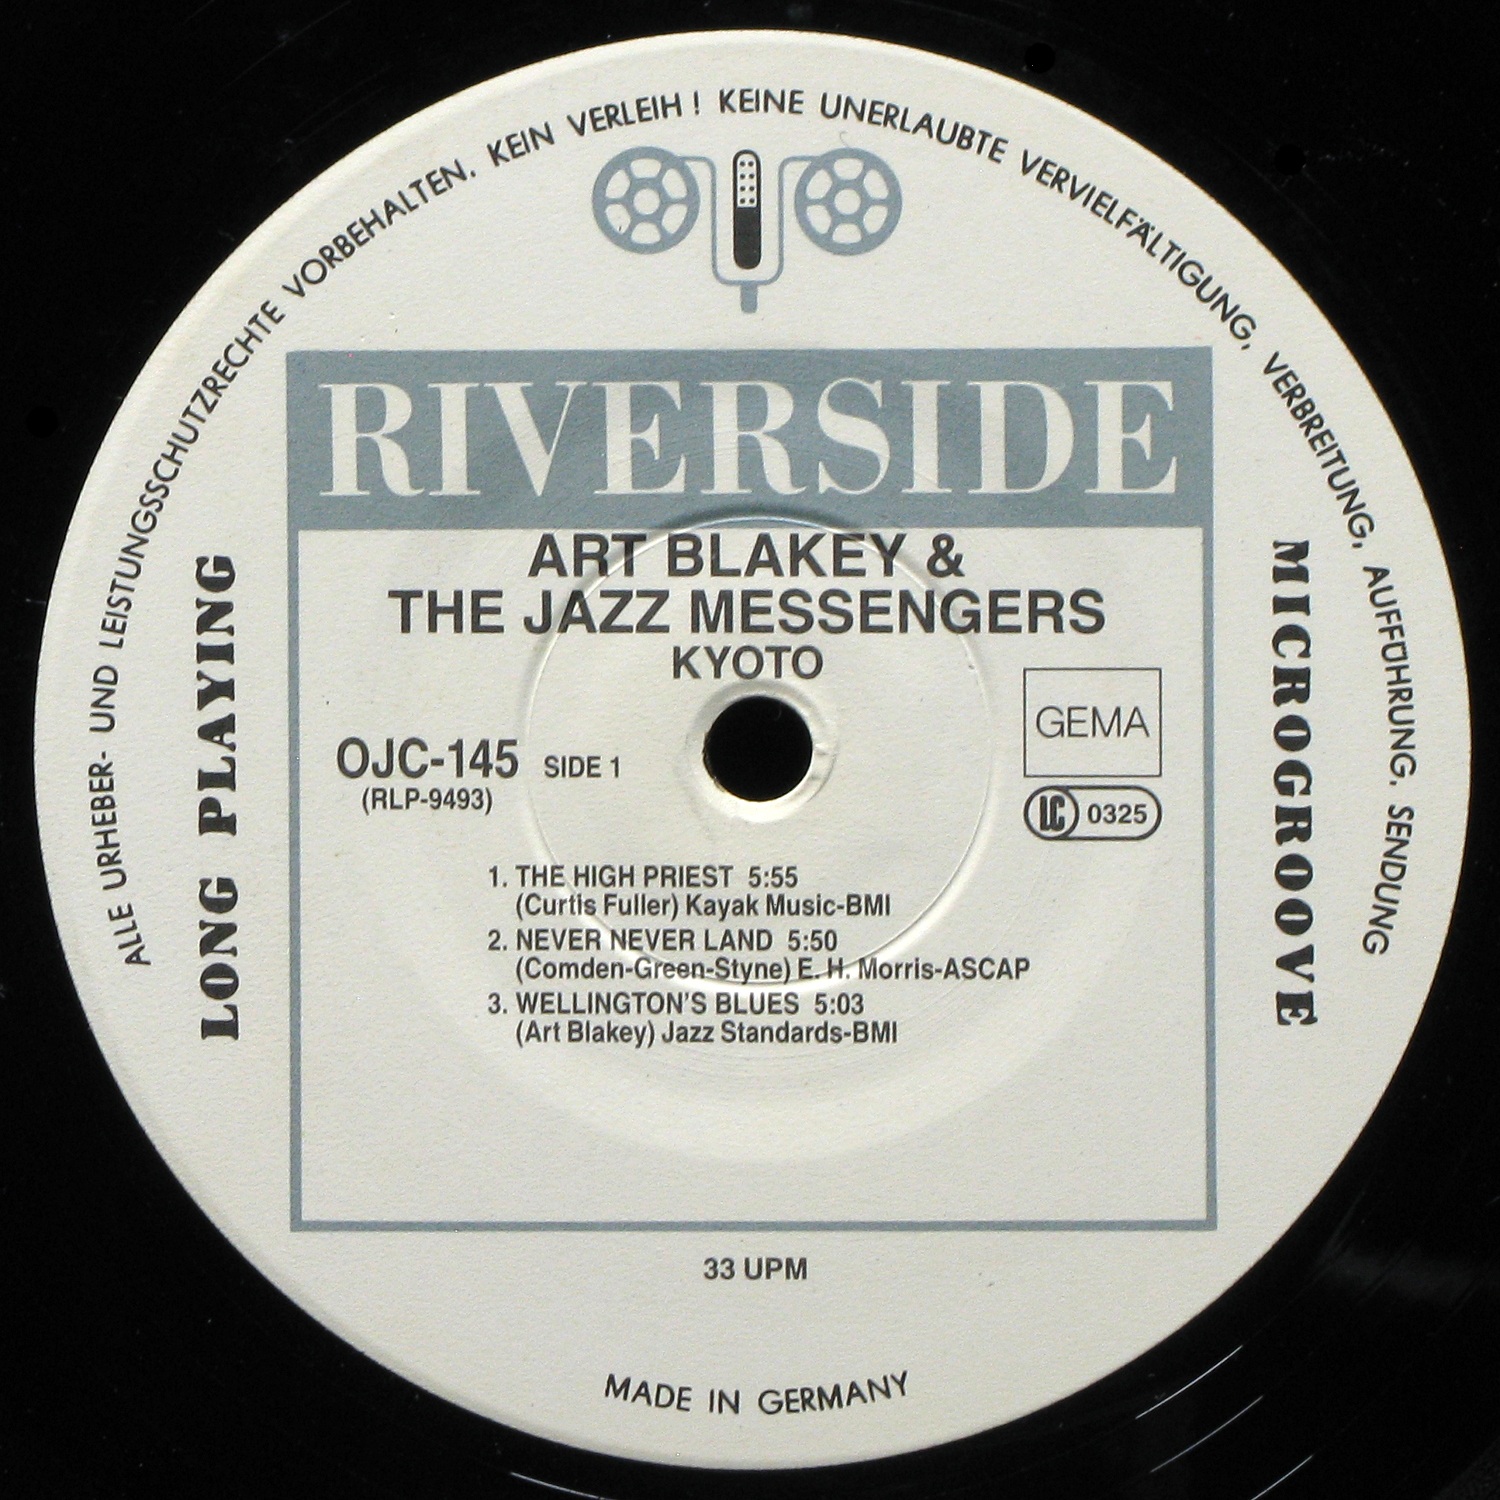 ALLE URHEBER- UND LEISTUNGSSCHUTZRECHTE VORBEHALTEN. KEIN VERLEIH! KEINE UNERLAUBTE VERVIELFÄLTIGUNG, VERBREITUNG, AUFFÜHRUNG, SENDUNG
RIVERSIDE
LONG PLAYING
MICROGROOVE
ART BLAKEY &
THE JAZZ MESSENGERS
KYOTO
OJC-145 SIDE 1
(RLP-9493)
GEMA
LC 0325
1. THE HIGH PRIEST 5:55
(Curtis Fuller) Kayak Music-BMI
2. NEVER NEVER LAND 5:50
(Comden-Green-Styne) E. H. Morris-ASCAP
3. WELLINGTON'S BLUES 5:03
(Art Blakey) Jazz Standards-BMI
33 UPM
MADE IN GERMANY